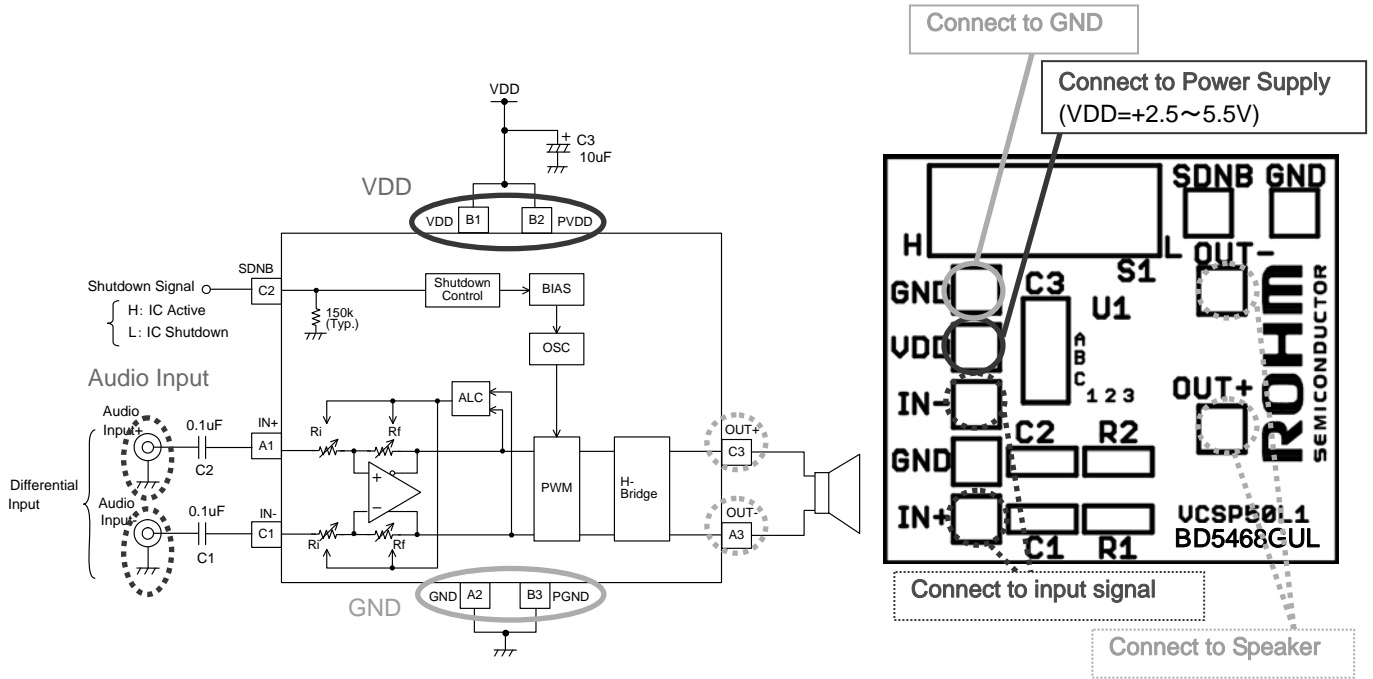 VDD
C3
10uF
VDD
VDD
B1
B2
PVDD
SDNB
Shutdown Signal
C2
H: IC Active
L: IC Shutdown
150k
(Typ.)
Shutdown
Control
BIAS
OSC
Audio Input
Audio
Input+
0.1uF
C2
IN+
A1
Ri
Rf
ALC
Differential
Input
Audio
Input-
0.1uF
C1
IN-
C1
Ri
Rf
+
−
PWM
H-
Bridge
OUT+
C3
OUT-
A3
GND
GND
A2
B3
PGND
Connect to GND
Connect to Power Supply
(VDD=+2.5～5.5V)
SDNB GND
H
L
S1
OUT-
GND
C3
U1
VDD
A
B
C
1 2 3
IN-
OUT+
GND
C2
R2
IN+
C1
R1
ROHM
SEMICONDUCTOR
VCSP50L1
BD5468GUL
Connect to input signal
Connect to Speaker